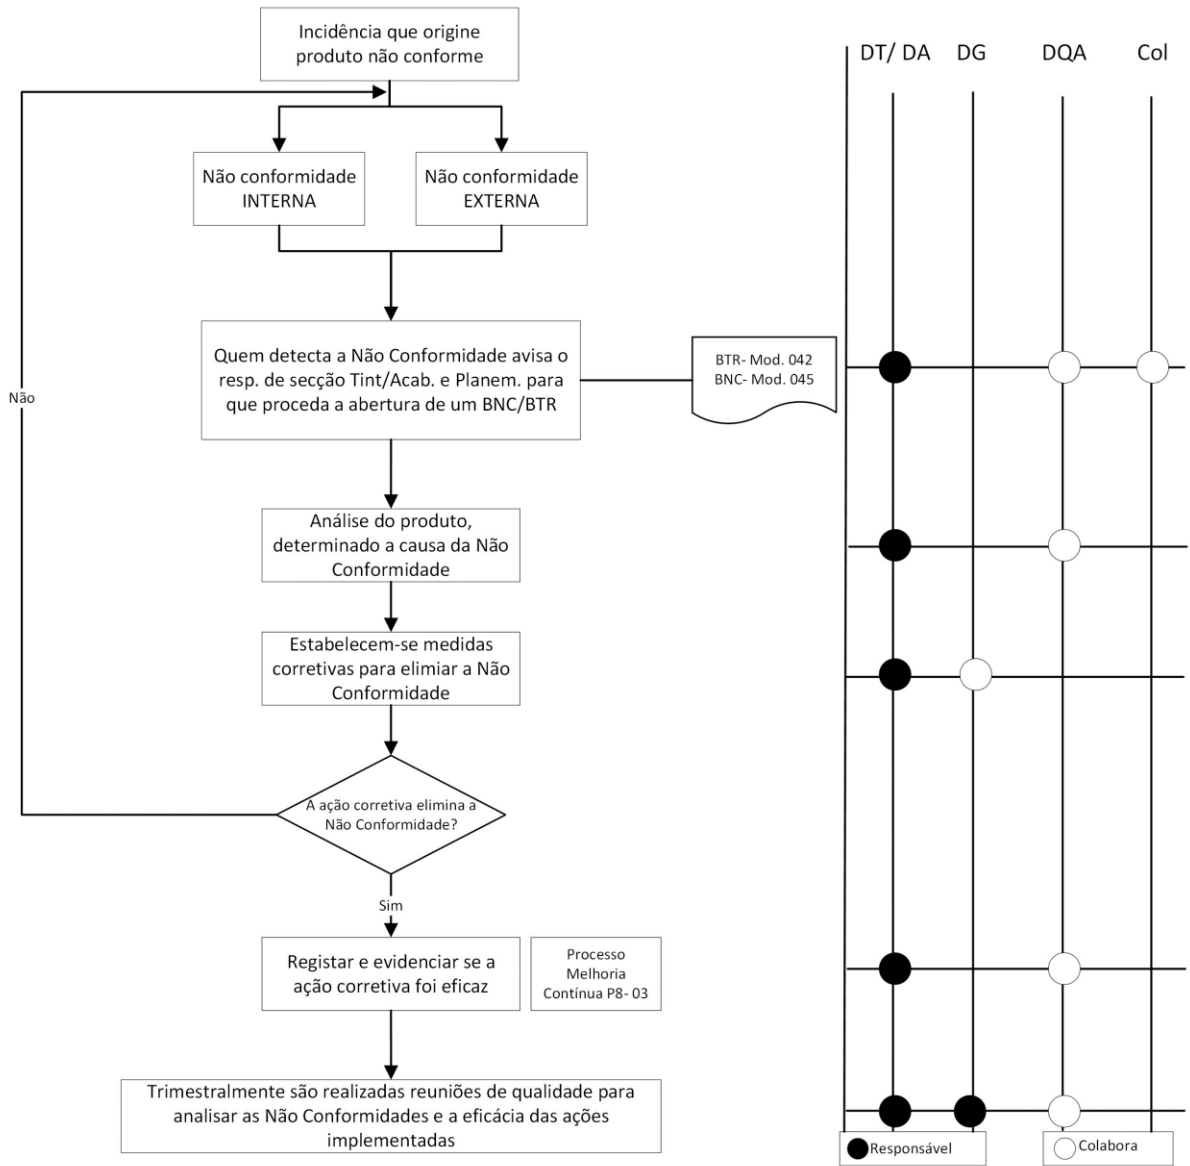 Incidência que origine
produto não conforme
DT/ DA
DG
DQA
Col
Não conformidade
INTERNA
Não conformidade
EXTERNA
Quem detecta a Não Conformidade avisa o
resp. de secção Tint/Acab. e Planem. para
que proceda a abertura de um BNC/BTR
BTR- Mod. 042
BNC- Mod. 045
Não
Análise do produto,
determinado a causa da Não
Conformidade
Estabelecem-se medidas
corretivas para elimiar a Não
Conformidade
A ação corretiva elimina a
Não Conformidade?
Sim
Registar e evidenciar se a
ação corretiva foi eficaz
Processo
Melhoria
Contínua P8- 03
Trimestralmente são realizadas reuniões de qualidade para
analisar as Não Conformidades e a eficácia das ações
implementadas
Responsável
Colabora